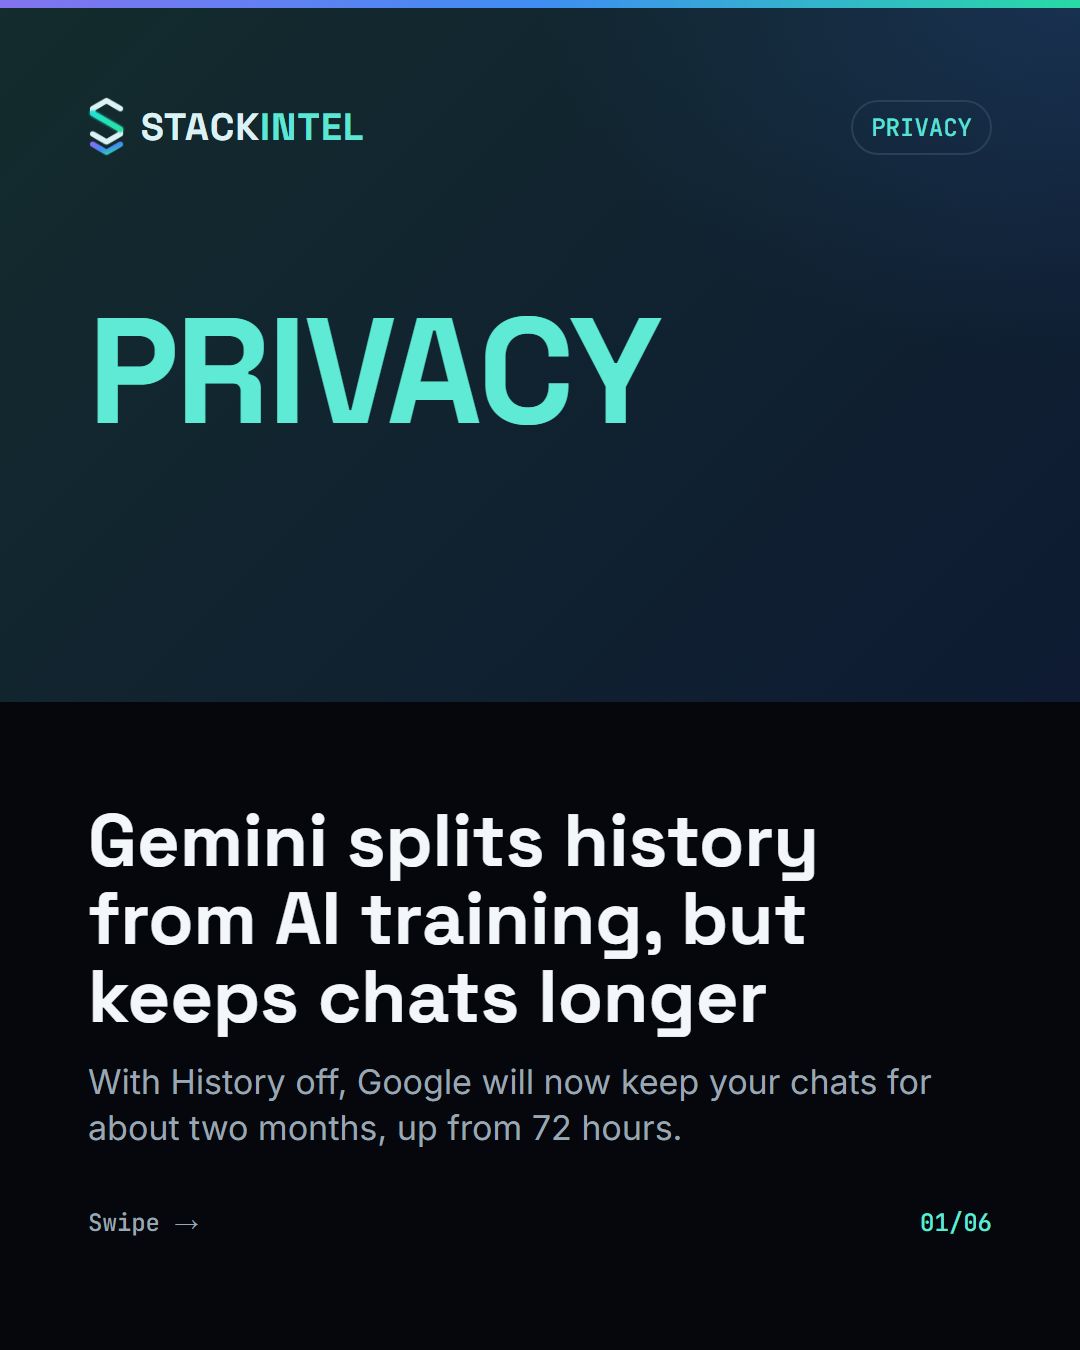 STACKINTEL
PRIVACY
PRIVACY
Gemini splits history
from AI training, but
keeps chats longer
With History off, Google will now keep your chats for
about two months, up from 72 hours.
Swipe →
01/06